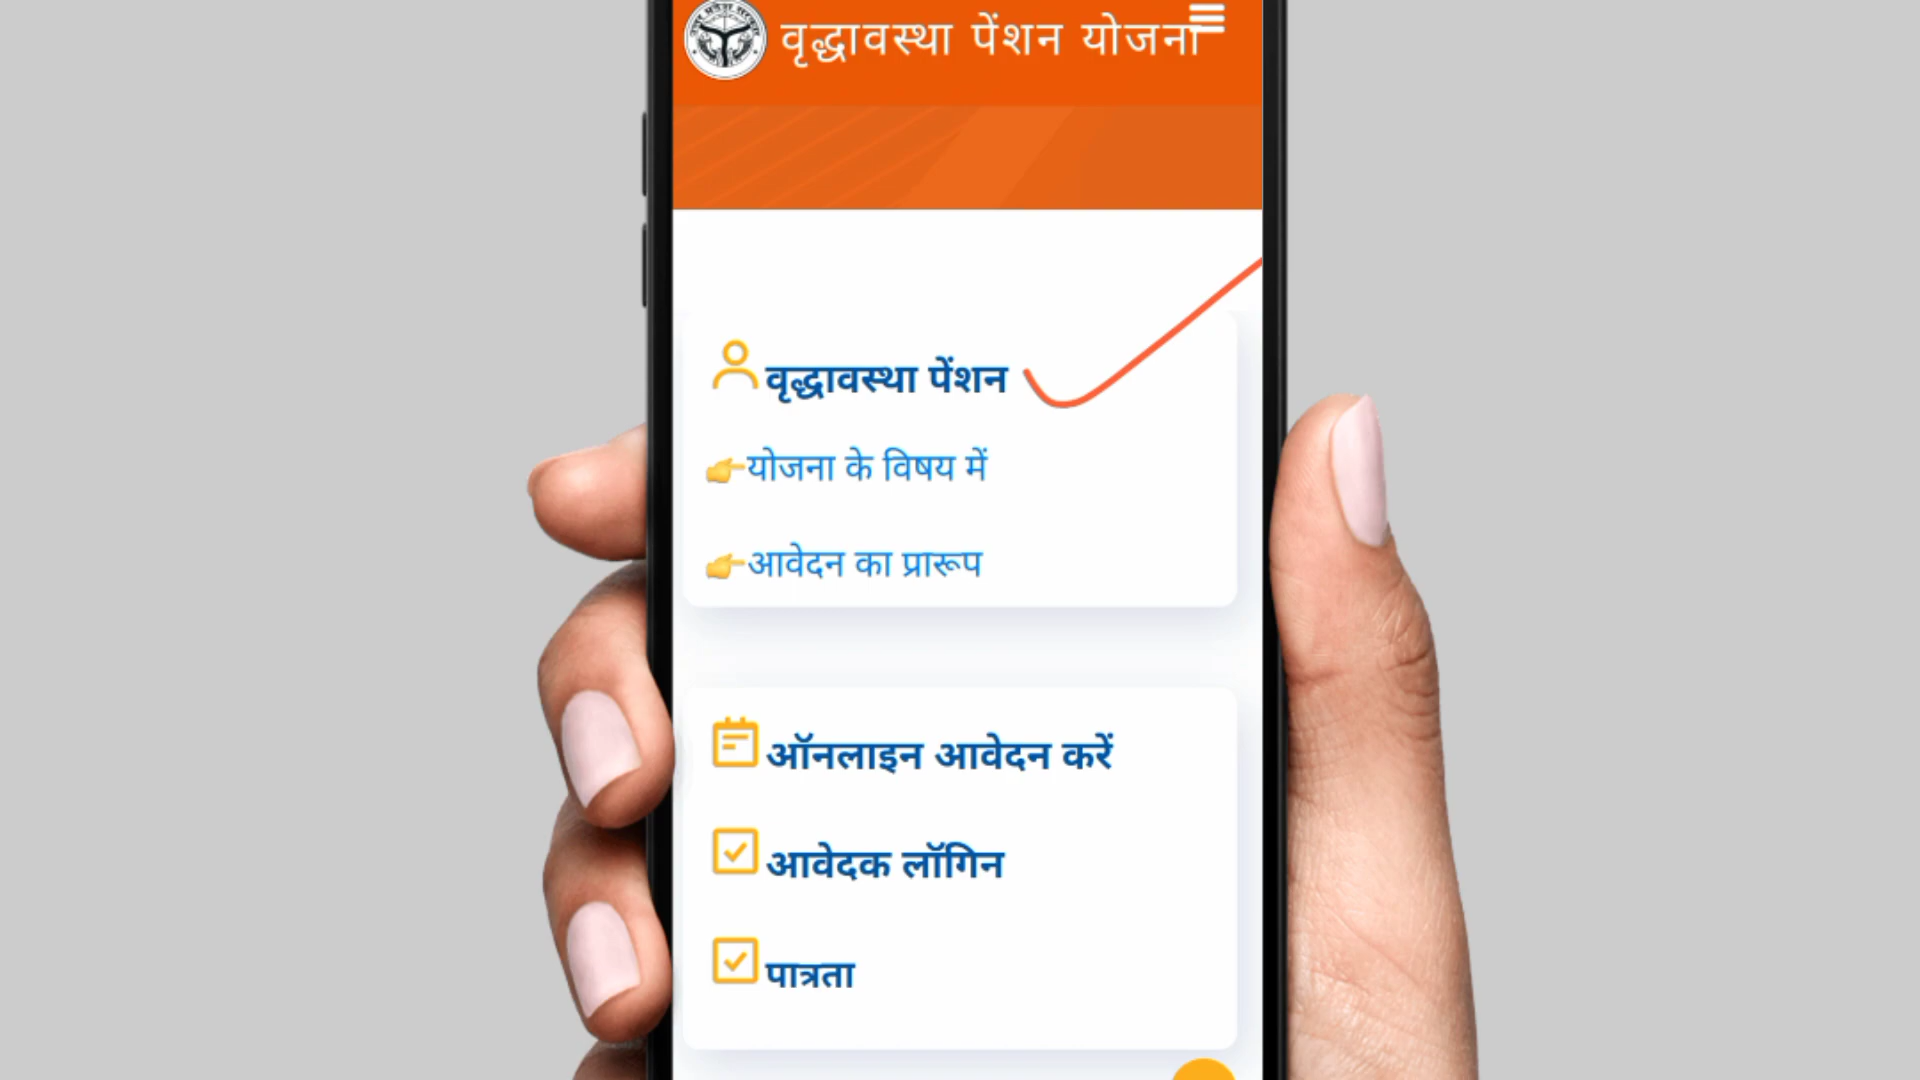 वृद्धावस्था पेंशन योजना
वृद्धावस्था पेंशन
👉योजना के विषय में
👉आवेदन का प्रारूप
ऑनलाइन आवेदन करें
आवेदक लॉगिन
पात्रता